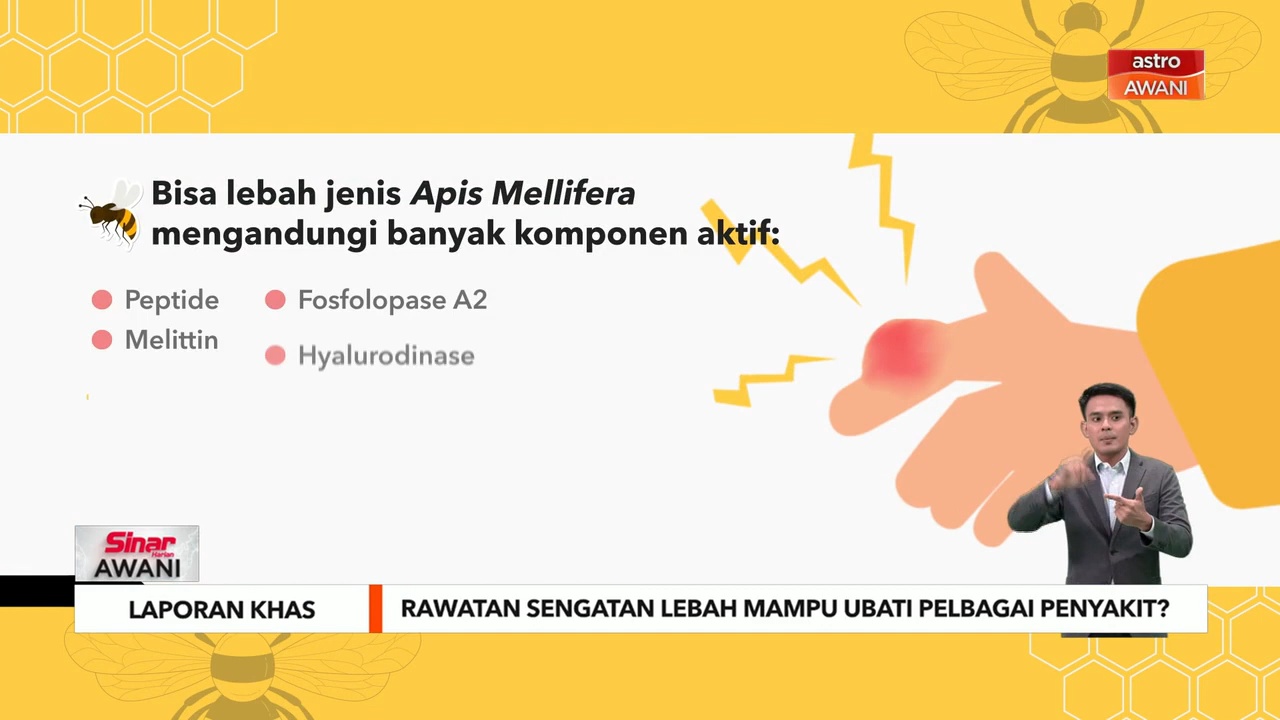 astro
AWANI
Bisa lebah jenis Apis Mellifera
mengandungi banyak komponen aktif:
Peptide
Melittin
Fosfolopase A2
Hyalurodinase
Sinar
Harian
AWANI
LAPORAN KHAS
RAWATAN SENGATAN LEBAH MAMPU UBATI PELBAGAI PENYAKIT?